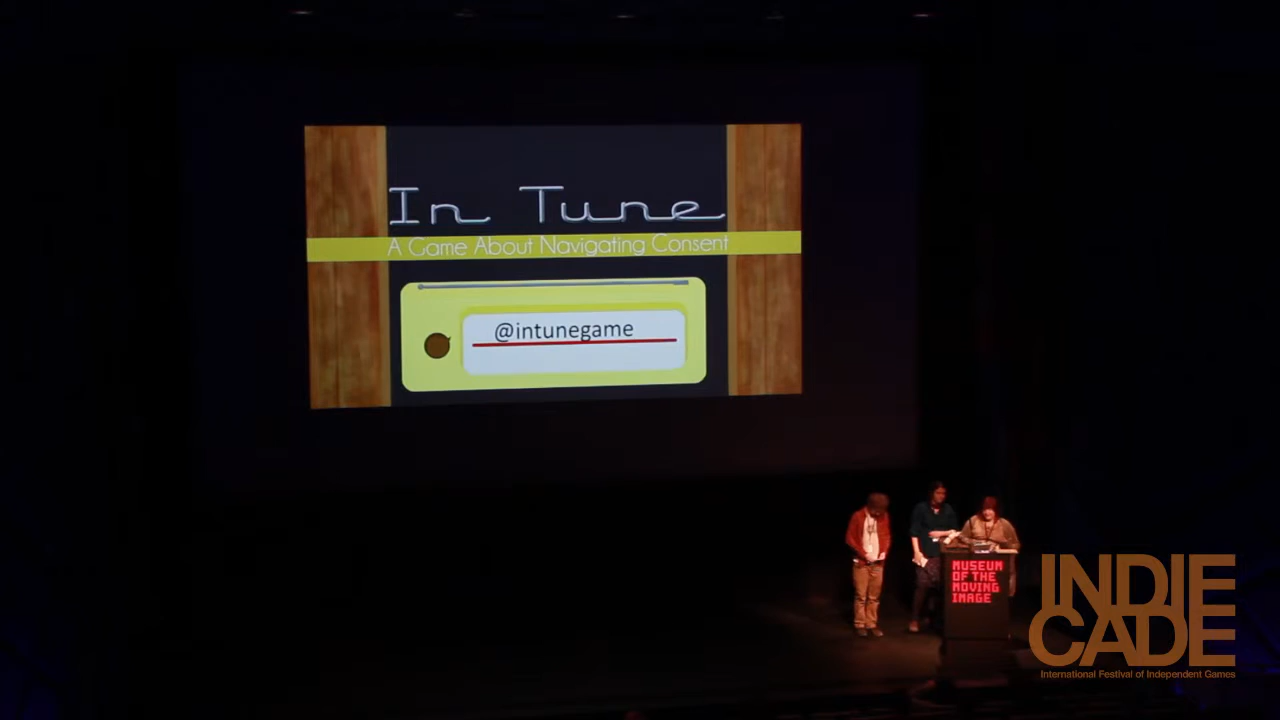 In Tune
A Game About Navigating Consent
@intunegame
MUSEUM
OF THE
MOVING
IMAGE
INDIE
CADE
International Festival of Independent Games